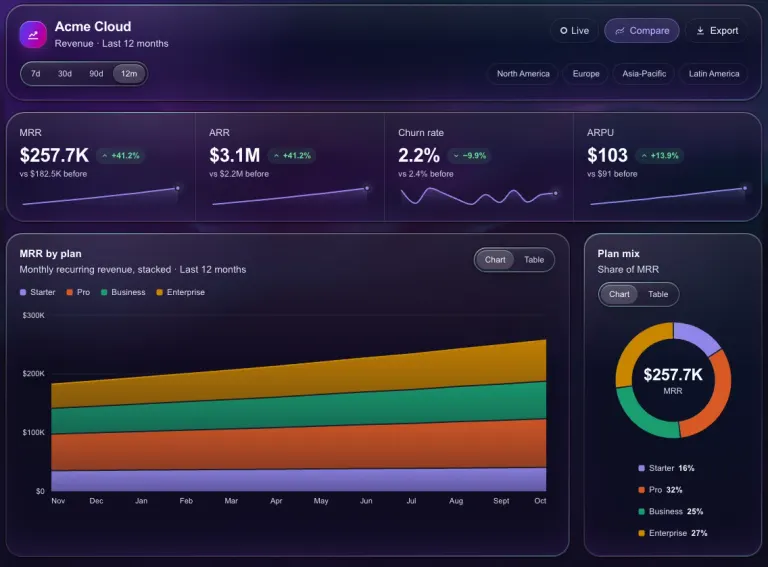 Acme Cloud
Revenue · Last 12 months
Live
Compare
Export
7d 30d 90d 12m
North America Europe Asia-Pacific Latin America
MRR
$257.7K +41.2%
vs $182.5K before
ARR
$3.1M +41.2%
vs $2.2M before
Churn rate
2.2% −9.9%
vs 2.4% before
ARPU
$103 +13.9%
vs $91 before
MRR by plan
Monthly recurring revenue, stacked · Last 12 months
Chart Table
Starter Pro Business Enterprise
$300K
$200K
$100K
$0
Nov Dec Jan Feb Mar Apr May Jun Jul Aug Sept Oct
Plan mix
Share of MRR
Chart Table
$257.7K
MRR
Starter 16%
Pro 32%
Business 25%
Enterprise 27%